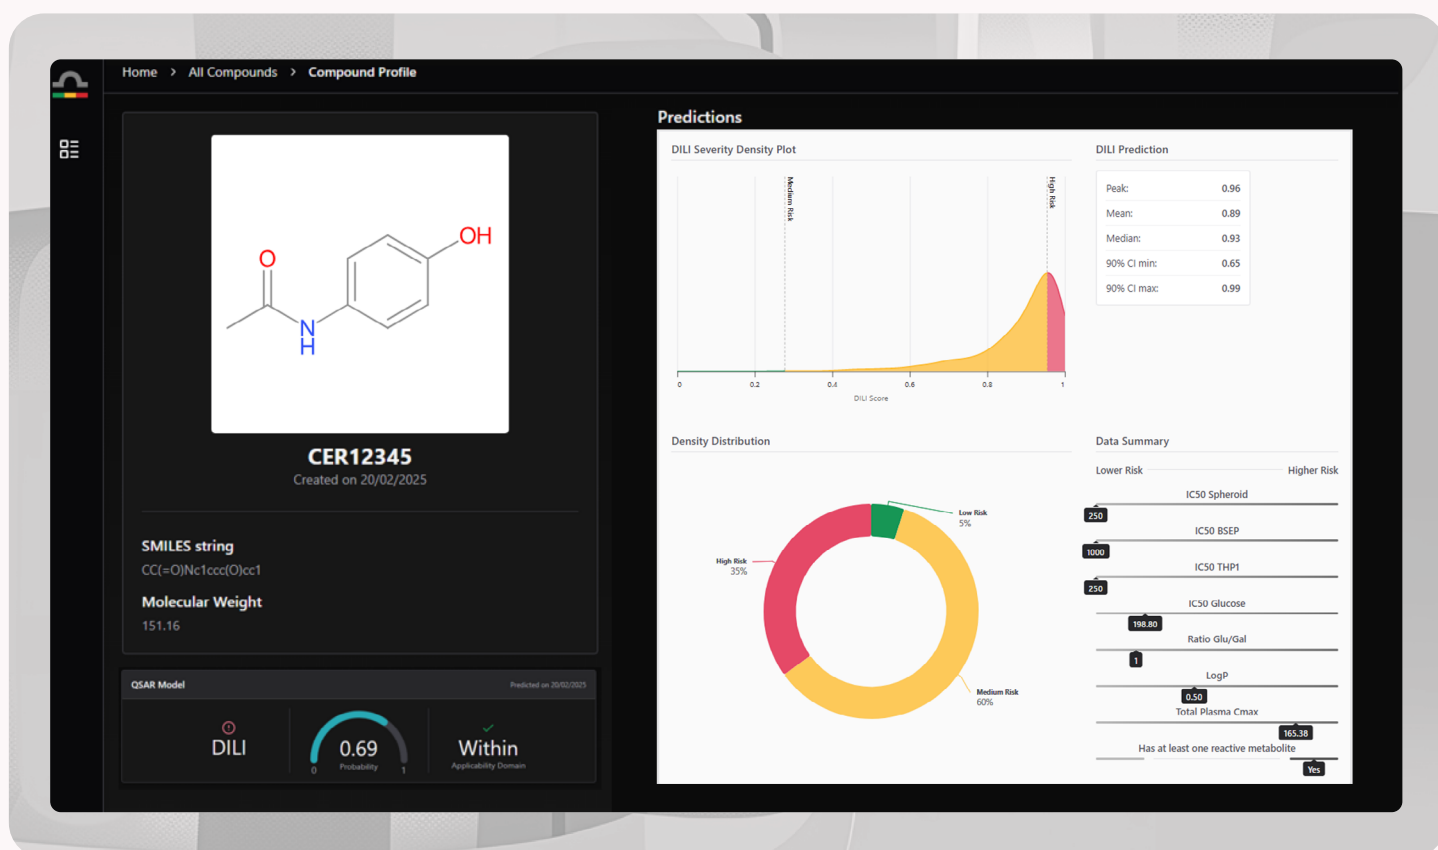 Home > All Compounds > Compound Profile
OH
O
N
H
CER12345
Created on 20/02/2025
SMILES string
CC(=O)Nc1ccc(O)cc1
Molecular Weight
151.16
QSAR Model
Predicted on 20/02/2025
DILI
0.69
Probability
0
1
Within
Applicability Domain
Predictions
DILI Severity Density Plot
Medium Risk
High Risk
0
0.2
0.4
0.6
0.8
1
DILI Score
DILI Prediction
Peak: 0.96
Mean: 0.89
Median: 0.93
90% CI min: 0.65
90% CI max: 0.99
Density Distribution
Low Risk
5%
High Risk
35%
Medium Risk
60%
Data Summary
Lower Risk
Higher Risk
IC50 Spheroid
250
IC50 BSEP
1000
IC50 THP1
250
IC50 Glucose
198.80
Ratio Glu/Gal
1
LogP
0.50
Total Plasma Cmax
165.38
Has at least one reactive metabolite
Yes